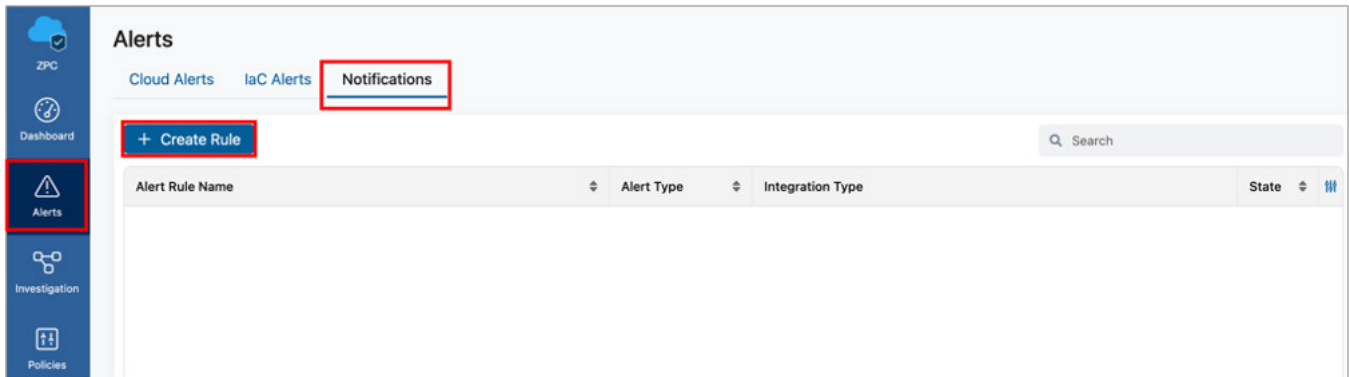 ZPC
Dashboard
Alerts
Investigation
Policies
Alerts
Cloud Alerts IaC Alerts Notifications
+ Create Rule
Search
Alert Rule Name Alert Type Integration Type State